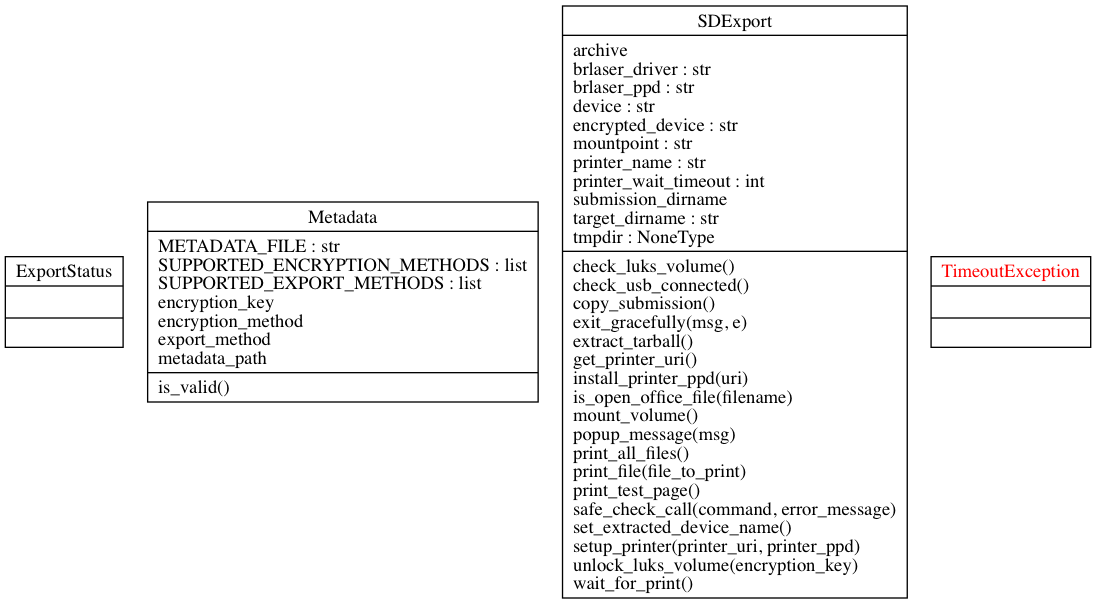 ExportStatus
Metadata
METADATA_FILE : str
SUPPORTED_ENCRYPTION_METHODS : list
SUPPORTED_EXPORT_METHODS : list
encryption_key
encryption_method
export_method
metadata_path
is_valid()
SDExport
archive
brlaser_driver : str
brlaser_ppd : str
device : str
encrypted_device : str
mountpoint : str
printer_name : str
printer_wait_timeout : int
submission_dirname
target_dirname : str
tmpdir : NoneType
check_luks_volume()
check_usb_connected()
copy_submission()
exit_gracefully(msg, e)
extract_tarball()
get_printer_uri()
install_printer_ppd(uri)
is_open_office_file(filename)
mount_volume()
popup_message(msg)
print_all_files()
print_file(file_to_print)
print_test_page()
safe_check_call(command, error_message)
set_extracted_device_name()
setup_printer(printer_uri, printer_ppd)
unlock_luks_volume(encryption_key)
wait_for_print()
TimeoutException